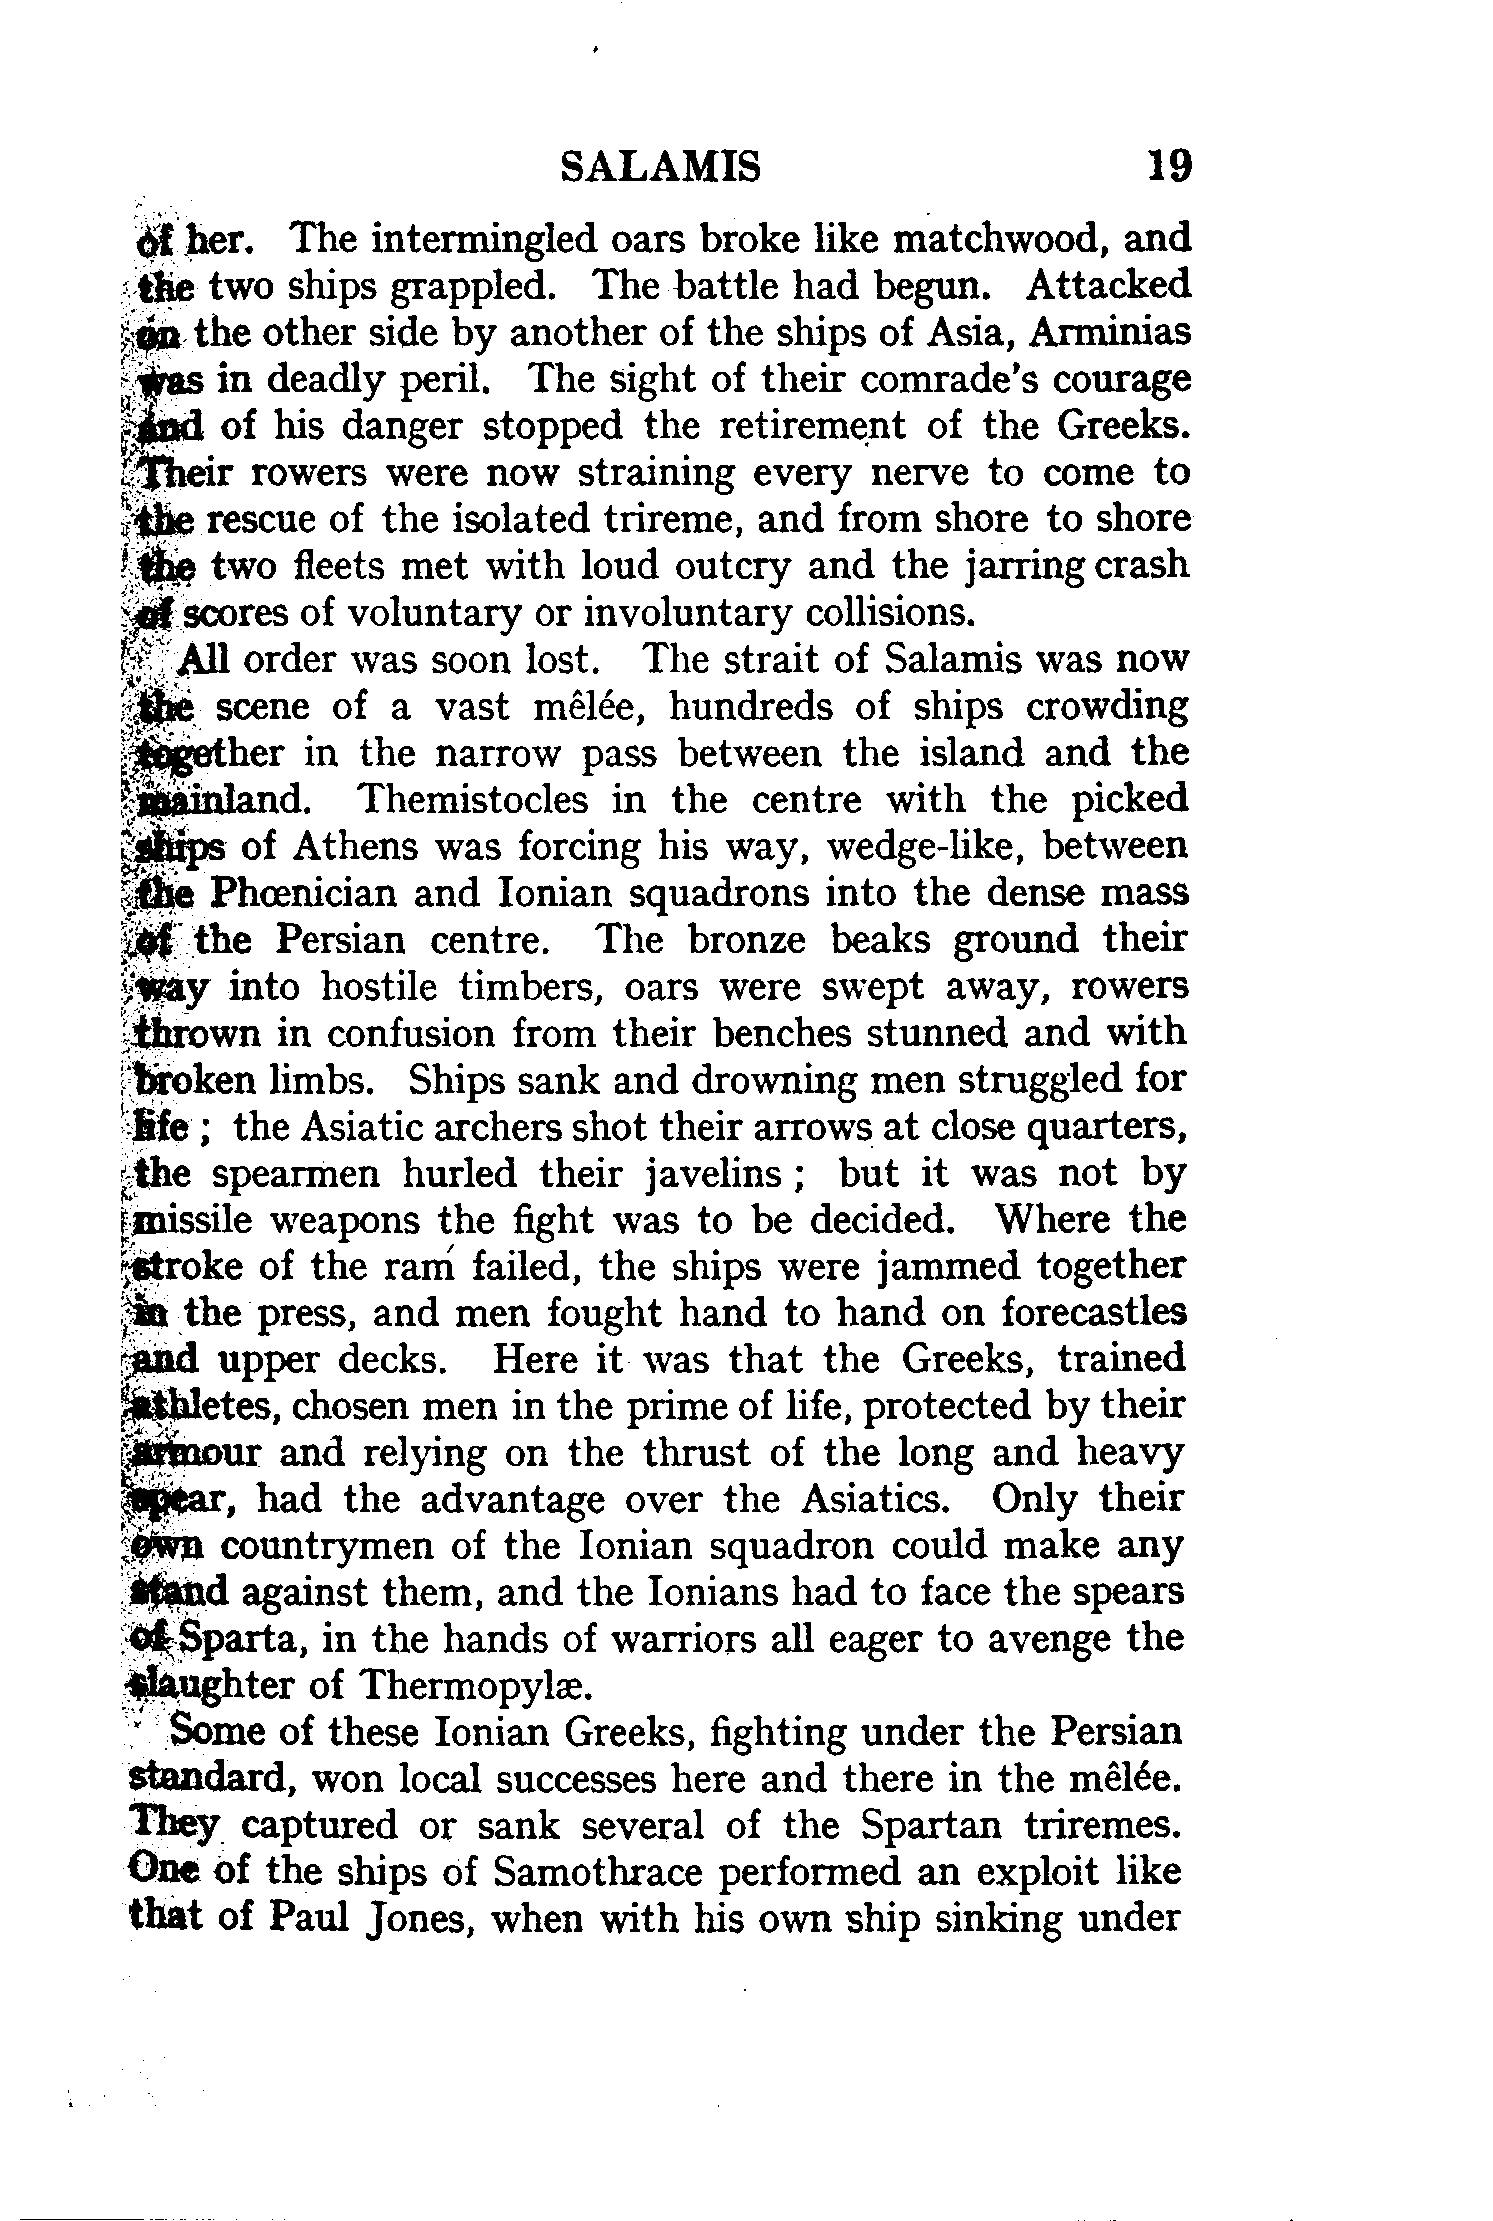 SALAMIS 19
of her. The intermingled oars broke like matchwood, and
the two ships grappled. The battle had begun. Attacked
on the other side by another of the ships of Asia, Arminias
was in deadly peril. The sight of their comrade's courage
and of his danger stopped the retirement of the Greeks.
Their rowers were now straining every nerve to come to
the rescue of the isolated trireme, and from shore to shore
the two fleets met with loud outcry and the jarring crash
of scores of voluntary or involuntary collisions.
All order was soon lost. The strait of Salamis was now
the scene of a vast mêlée, hundreds of ships crowding
together in the narrow pass between the island and the
mainland. Themistocles in the centre with the picked
ships of Athens was forcing his way, wedge-like, between
the Phœnician and Ionian squadrons into the dense mass
of the Persian centre. The bronze beaks ground their
way into hostile timbers, oars were swept away, rowers
thrown in confusion from their benches stunned and with
broken limbs. Ships sank and drowning men struggled for
life ; the Asiatic archers shot their arrows at close quarters,
the spearmen hurled their javelins ; but it was not by
missile weapons the fight was to be decided. Where the
stroke of the ram failed, the ships were jammed together
in the press, and men fought hand to hand on forecastles
and upper decks. Here it was that the Greeks, trained
athletes, chosen men in the prime of life, protected by their
armour and relying on the thrust of the long and heavy
spear, had the advantage over the Asiatics. Only their
own countrymen of the Ionian squadron could make any
stand against them, and the Ionians had to face the spears
of Sparta, in the hands of warriors all eager to avenge the
slaughter of Thermopylæ.
Some of these Ionian Greeks, fighting under the Persian
standard, won local successes here and there in the mêlée.
They captured or sank several of the Spartan triremes.
One of the ships of Samothrace performed an exploit like
that of Paul Jones, when with his own ship sinking under